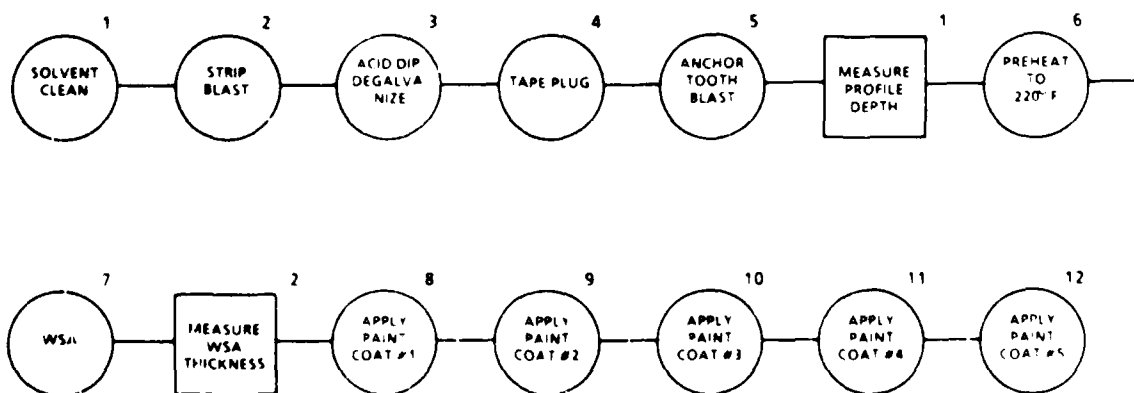 1 2 3 4 5 1 6
SOLVENT
CLEAN
STRIP
BLAST
ACID DIP
DEGALVA
NIZE
TAPE PLUG
ANCHOR
TOOTH
BLAST
MEASURE
PROFILE
DEPTH
PREHEAT
TO
220°F
7 2 8 9 10 11 12
WSA
MEASURE
WSA
THICKNESS
APPLY
PAINT
COAT #1
APPLY
PAINT
COAT #2
APPLY
PAINT
COAT #3
APPLY
PAINT
COAT #4
APPLY
PAINT
COAT #5